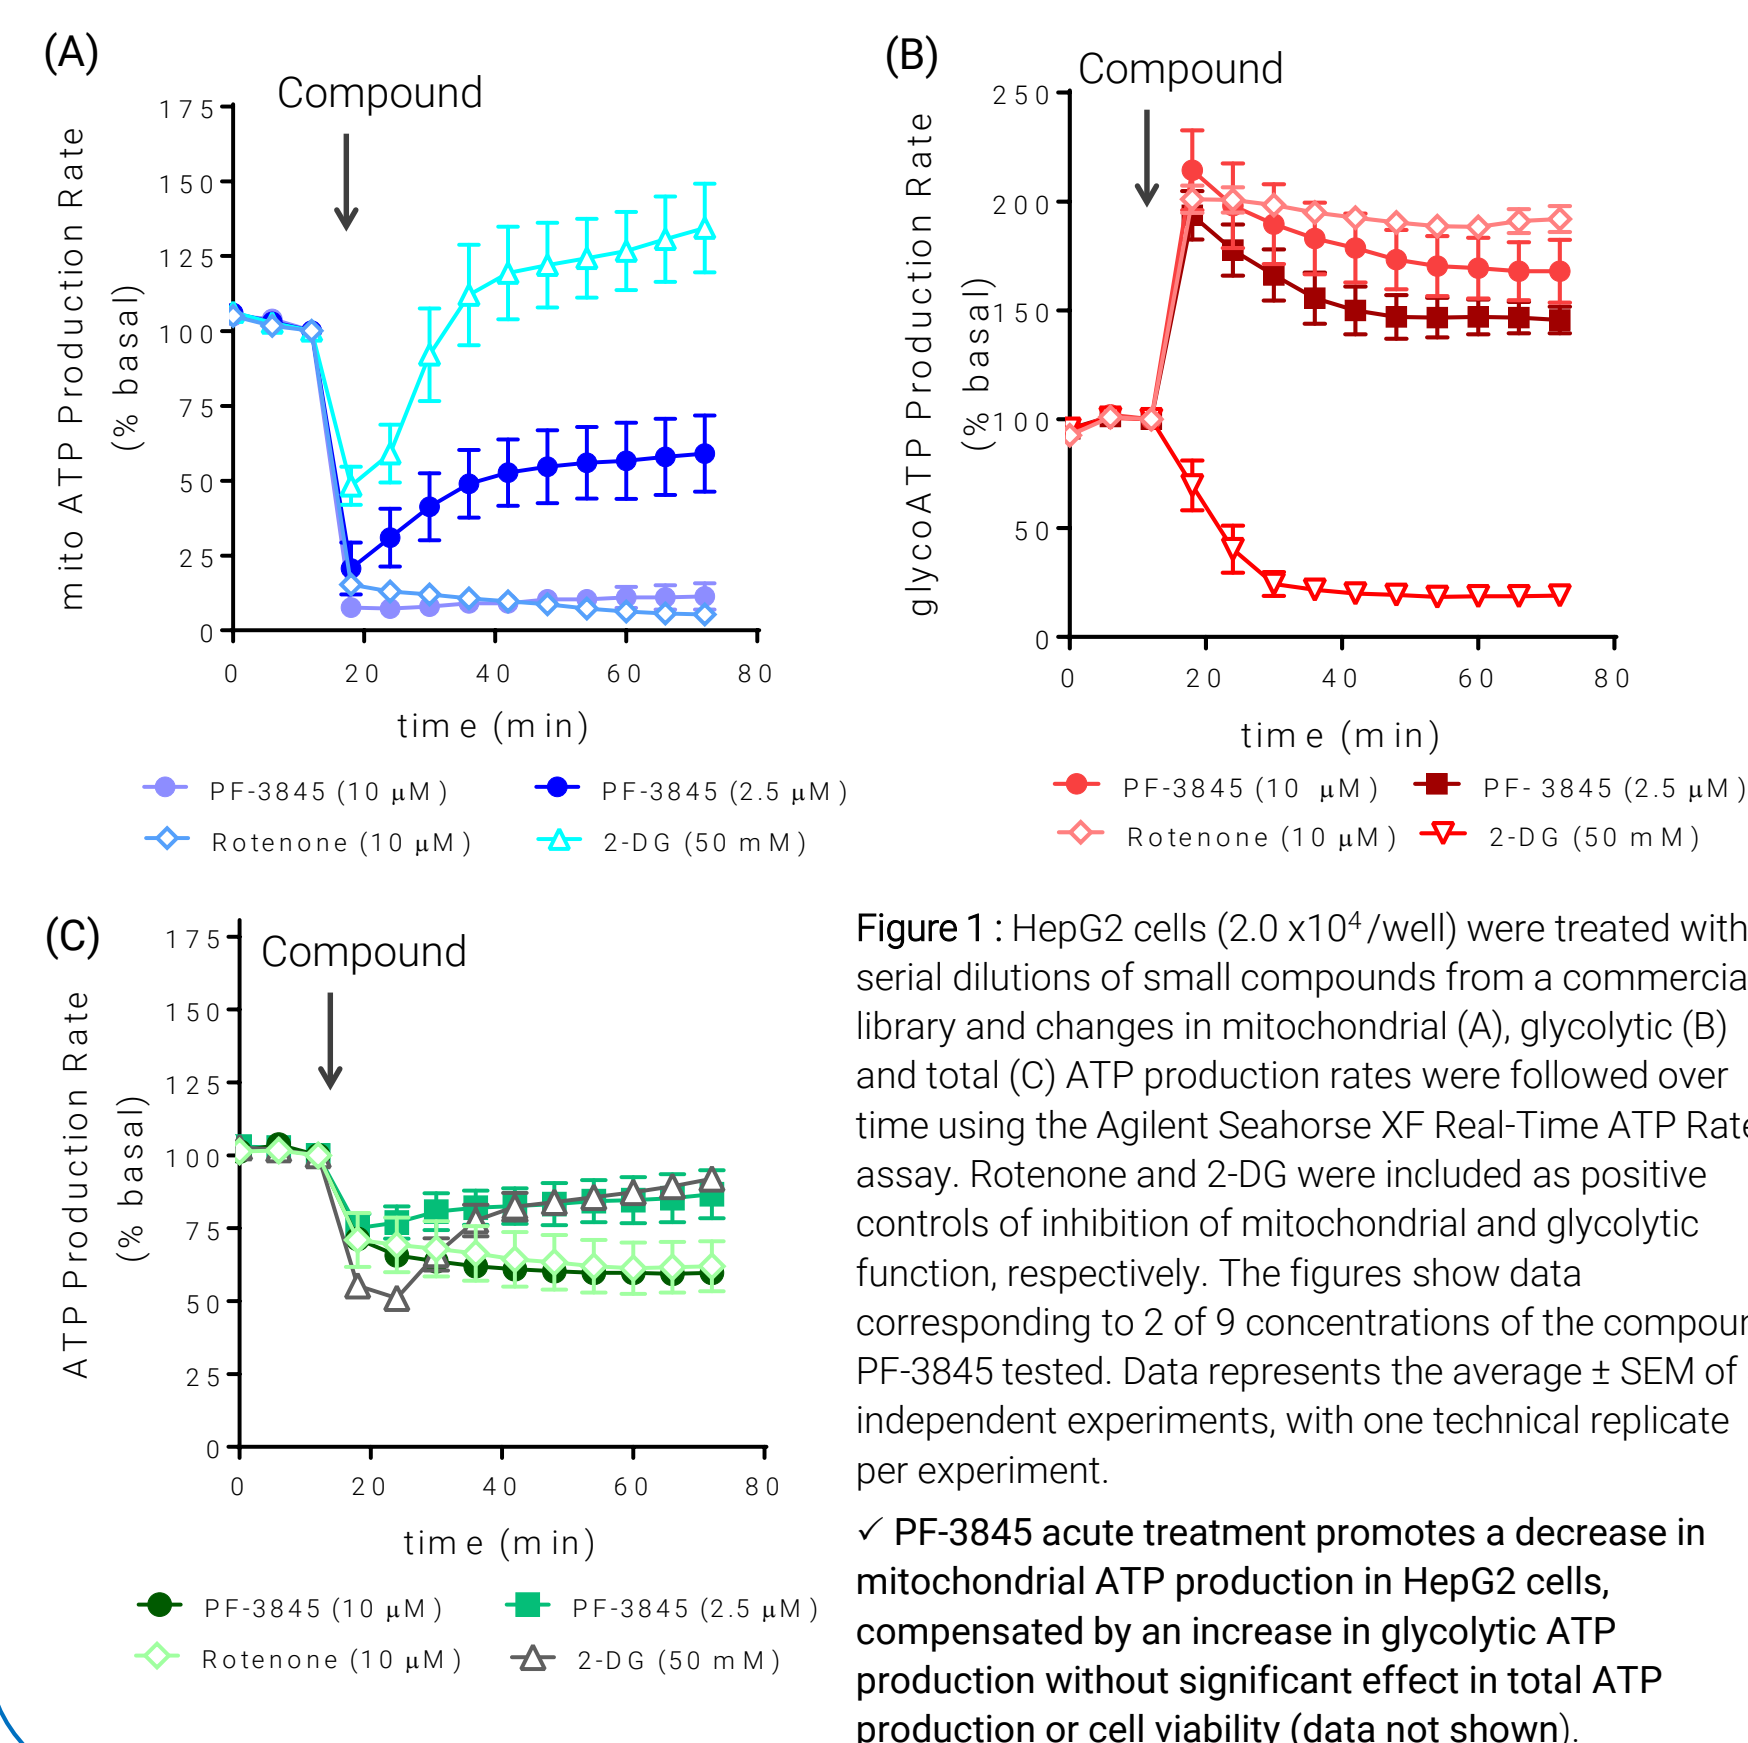 (A)
Compound
mito ATP Production Rate
(% basal)
175
150
125
100
75
50
25
0
0 20 40 60 80
time (min)
PF-3845 (10 μM)
PF-3845 (2.5 μM)
Rotenone (10 μM)
2-DG (50 mM)
(B)
Compound
glycoATP Production Rate
(% basal)
250
200
150
100
50
0
0 20 40 60 80
time (min)
PF-3845 (10 μM)
PF- 3845 (2.5 μM)
Rotenone (10 μM)
2-DG (50 mM)
(C)
Compound
ATP Production Rate
(% basal)
175
150
125
100
75
50
25
0
0 20 40 60 80
time (min)
PF-3845 (10 μM)
PF-3845 (2.5 μM)
Rotenone (10 μM)
2-DG (50 mM)
Figure 1 : HepG2 cells (2.0 x10⁴/well) were treated with
serial dilutions of small compounds from a commercia
library and changes in mitochondrial (A), glycolytic (B)
and total (C) ATP production rates were followed over
time using the Agilent Seahorse XF Real-Time ATP Rate
assay. Rotenone and 2-DG were included as positive
controls of inhibition of mitochondrial and glycolytic
function, respectively. The figures show data
corresponding to 2 of 9 concentrations of the compoun
PF-3845 tested. Data represents the average ± SEM of
independent experiments, with one technical replicate
per experiment.
✓ PF-3845 acute treatment promotes a decrease in
mitochondrial ATP production in HepG2 cells,
compensated by an increase in glycolytic ATP
production without significant effect in total ATP
production or cell viability (data not shown).